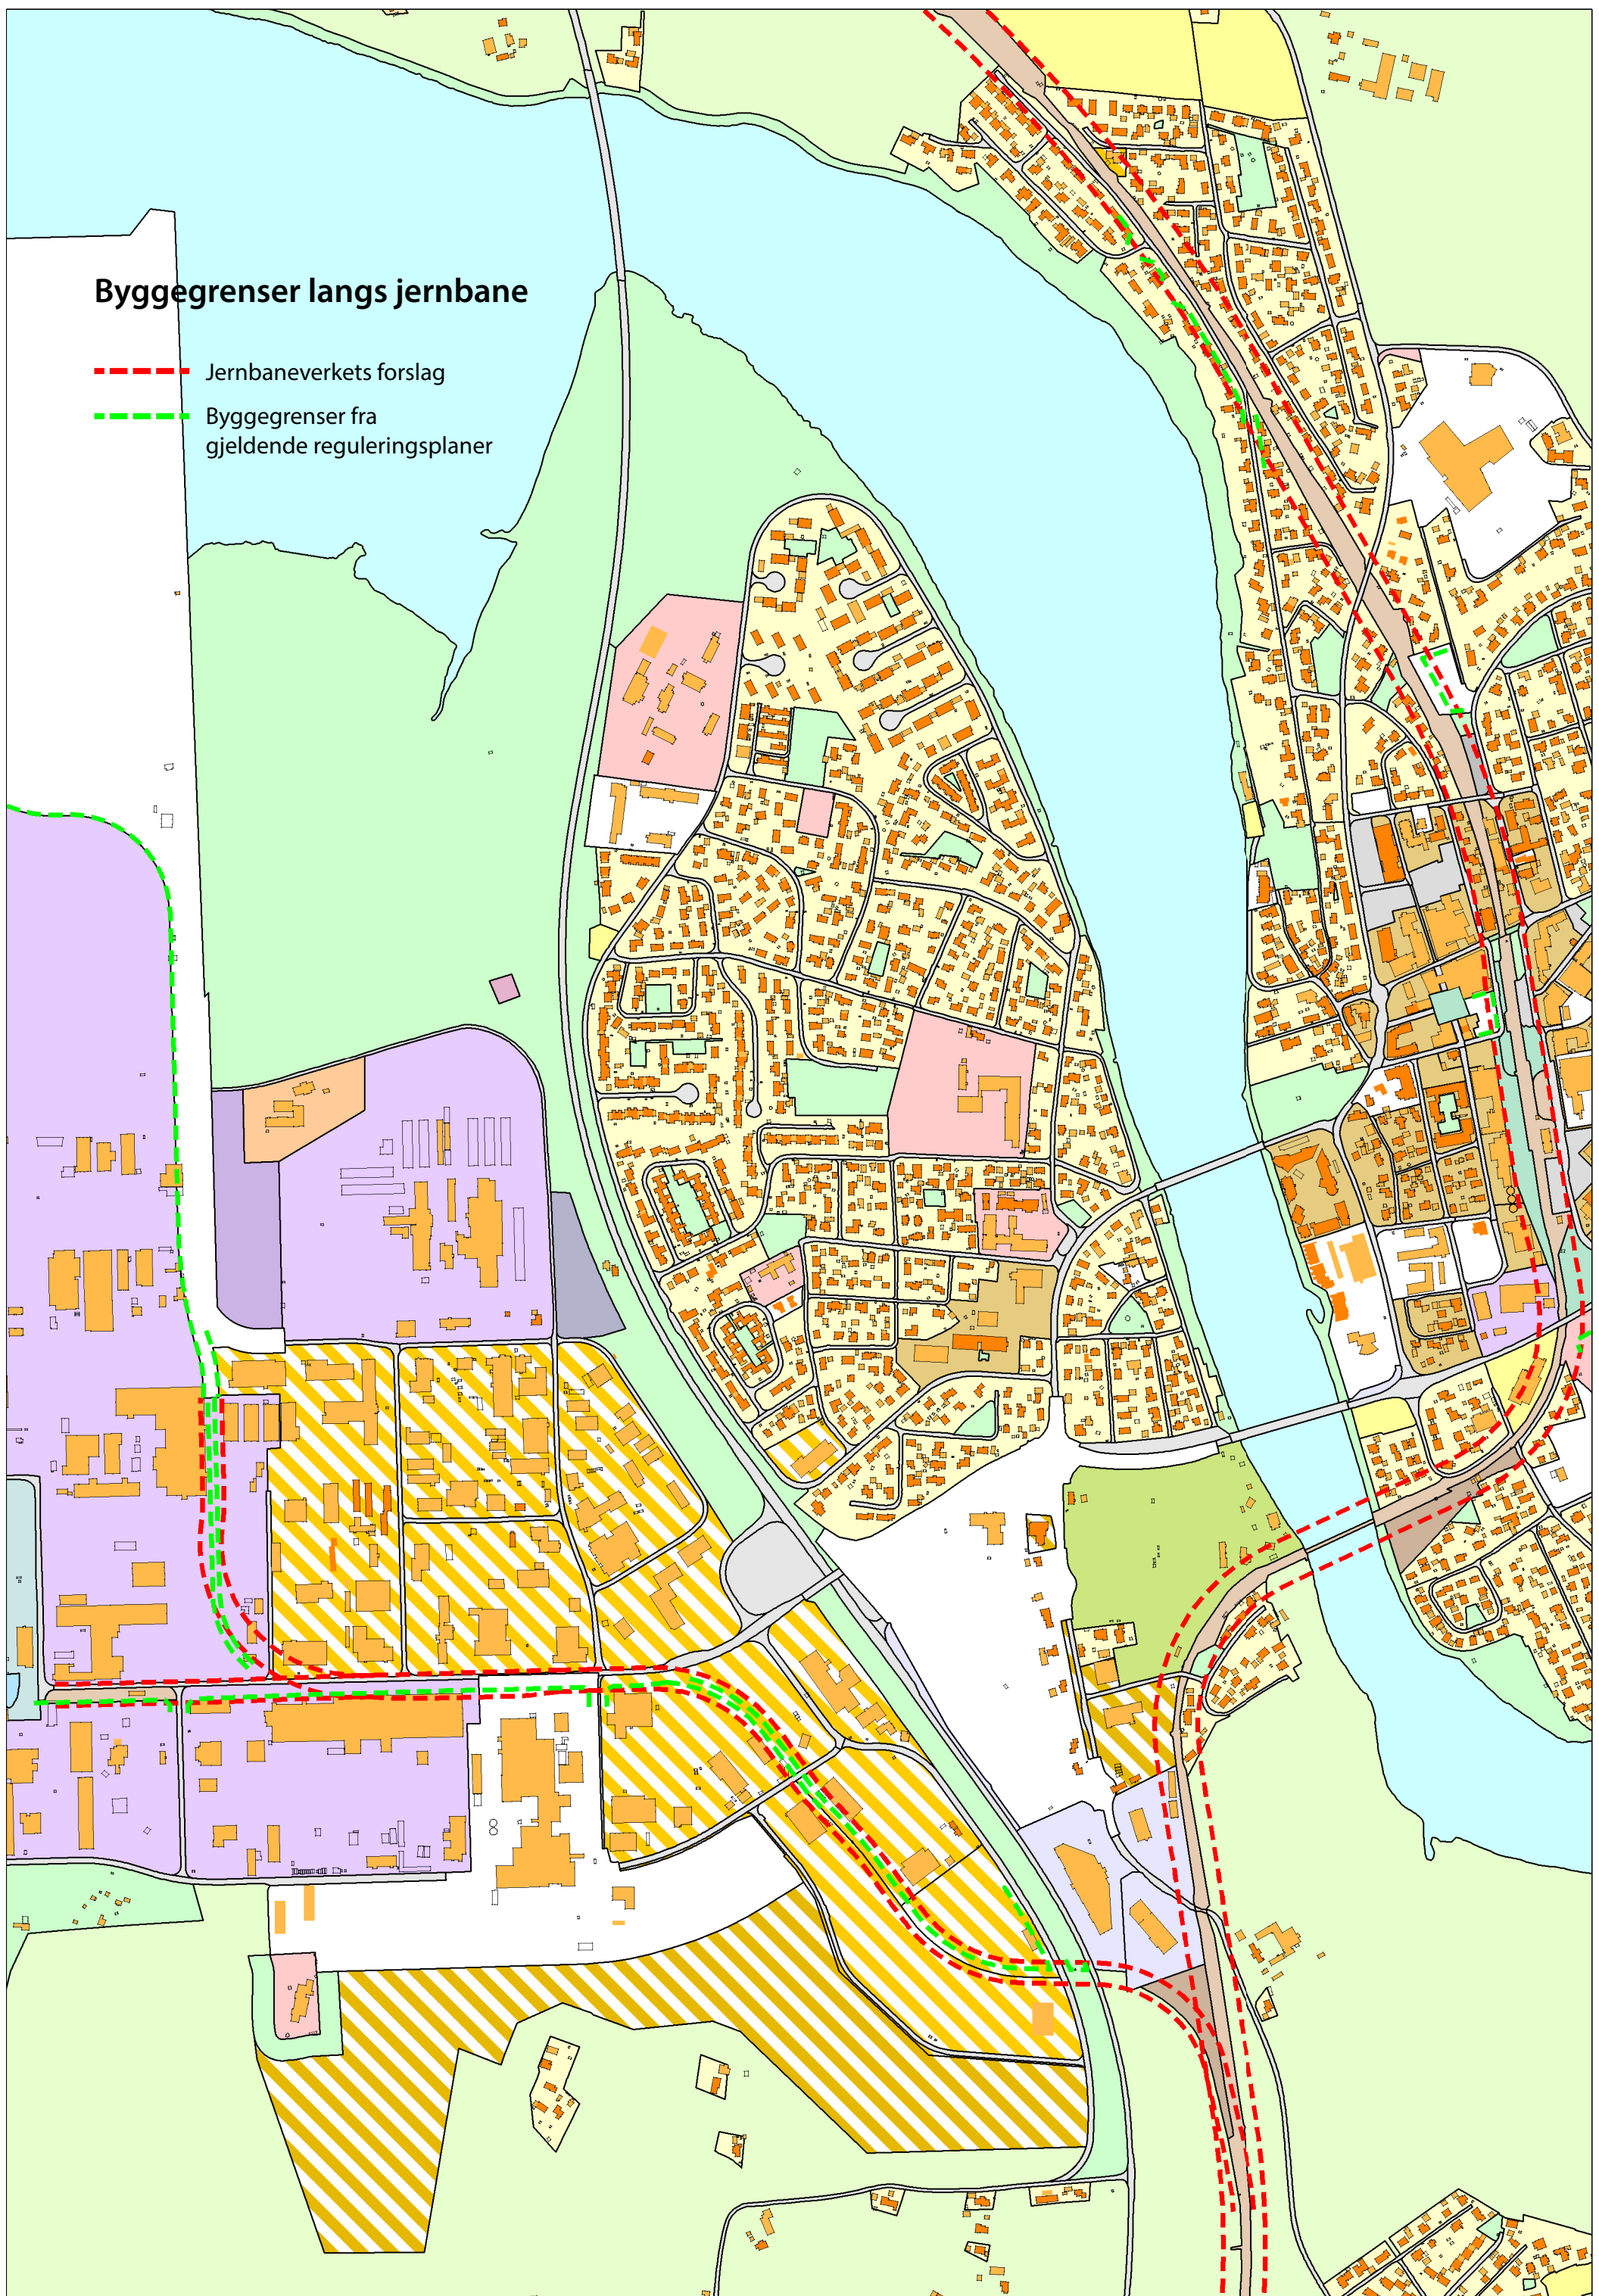 Byggegrenser langs jernbane
Jernbaneverkets forslag
Byggegrenser fra
gjeldende reguleringsplaner